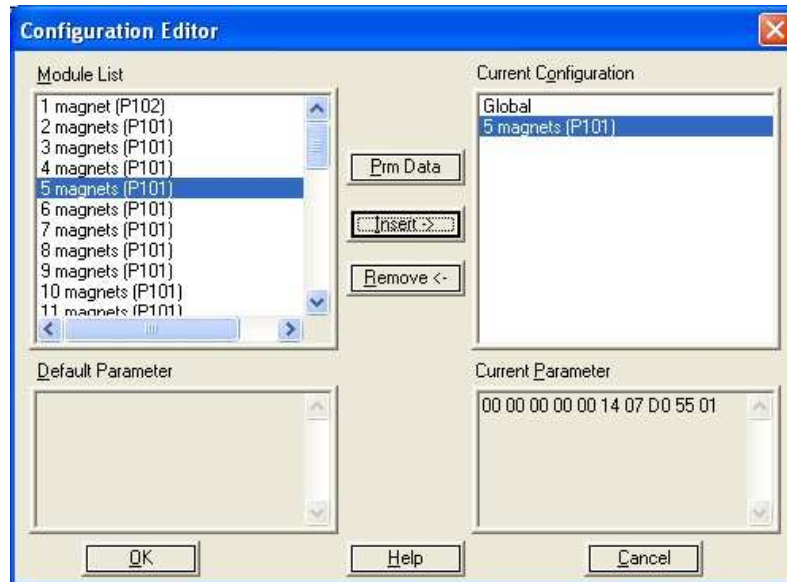 Configuration Editor
Module List
1 magnet (P102)
2 magnets (P101)
3 magnets (P101)
4 magnets (P101)
5 magnets (P101)
6 magnets (P101)
7 magnets (P101)
8 magnets (P101)
9 magnets (P101)
10 magnets (P101)
11 magnets (P101)
Prm Data
Insert ->
Remove <-
Current Configuration
Global
5 magnets (P101)
Default Parameter
Current Parameter
00 00 00 00 00 14 07 D0 55 01
OK
Help
Cancel